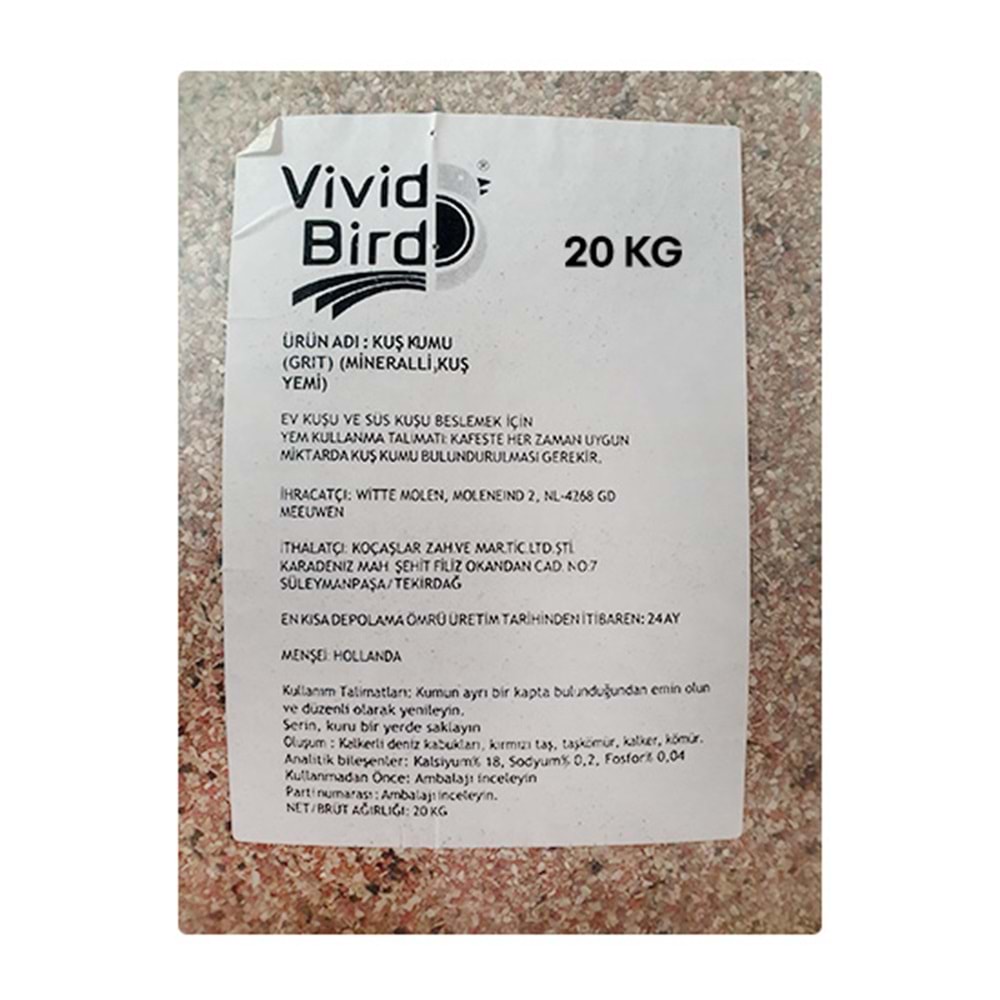 Vivid
Bird
®
20 KG
ÜRÜN ADI : KUŞ KUMU
(GRIT) (MİNERALLİ,KUŞ
YEMİ)
EV KUŞU VE SÜS KUŞU BESLEMEK İÇİN
YEM KULLANMA TALIMATI: KAFESTE HER ZAMAN UYGUN
MİKTARDA KUŞ KUMU BULUNDURULMASI GEREKİR.
İHRACATÇI: WITTE MOLEN, MOLENEIND 2, NL-4268 GD
MEEUWEN
İTHALATÇI: KOÇAŞLAR ZAH.VE MAR.TİC.LTD.ŞTİ.
KARADENIZ MAH. ŞEHİT FİLİZ OKANDAN CAD. NO:7
SÜLEYMANPAŞA/TEKİRDAĞ
EN KISA DEPOLAMA ÖMRÜ ÜRETİM TARİHİNDEN İTİBAREN: 24 AY
MENŞEİ: HOLLANDA
Kullanım Talimatları: Kumun ayrı bir kapta bulunduğundan emin olun
ve düzenli olarak yenileyin.
Serin, kuru bir yerde saklayın
Oluşum : Kalkerli deniz kabukları, kırmızı taş, taşkömür, kalker, kömür.
Analitik bileşenler: Kalsiyum% 18, Sodyum% 0,2, Fosfor% 0,04
Kullanmadan Önce: Ambalajı inceleyin
Parti numarası : Ambalajı inceleyin.
NET/BRÜT AĞIRLIĞI: 20 KG